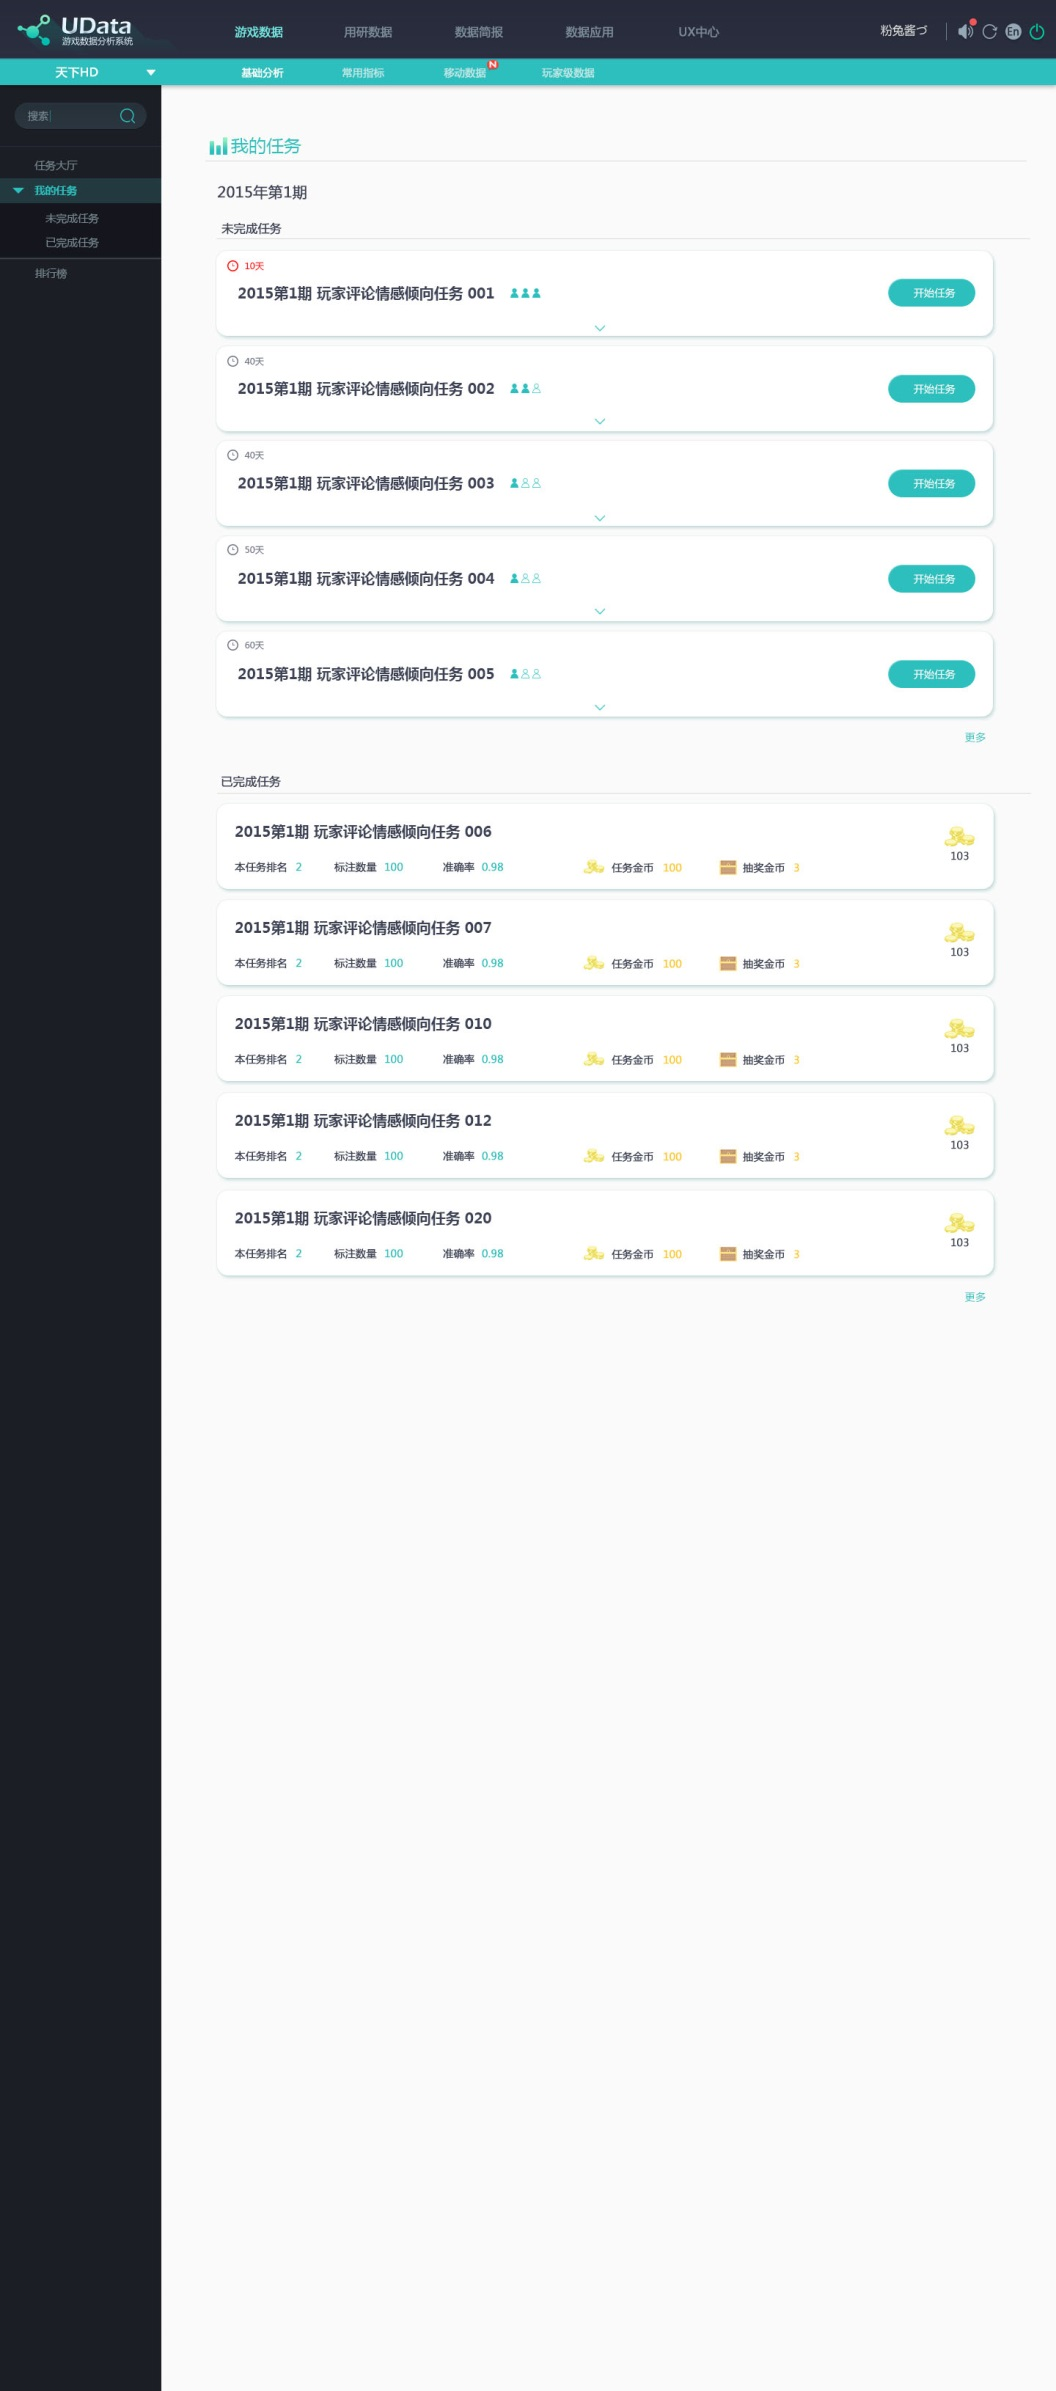 UData
游戏数据分析系统
游戏数据 用研数据 数据简报 数据应用 UX中心
粉兔酱づ En
天下HD
基础分析 常用指标 移动数据 N 玩家级数据
搜索
任务大厅
我的任务
未完成任务
已完成任务
排行榜
我的任务
2015年第1期
未完成任务
10天
2015第1期 玩家评论情感倾向任务 001
开始任务
40天
2015第1期 玩家评论情感倾向任务 002
开始任务
40天
2015第1期 玩家评论情感倾向任务 003
开始任务
50天
2015第1期 玩家评论情感倾向任务 004
开始任务
60天
2015第1期 玩家评论情感倾向任务 005
开始任务
更多
已完成任务
2015第1期 玩家评论情感倾向任务 006
103
本任务排名 2 标注数量 100 准确率 0.98 任务金币 100 抽奖金币 3
2015第1期 玩家评论情感倾向任务 007
103
本任务排名 2 标注数量 100 准确率 0.98 任务金币 100 抽奖金币 3
2015第1期 玩家评论情感倾向任务 010
103
本任务排名 2 标注数量 100 准确率 0.98 任务金币 100 抽奖金币 3
2015第1期 玩家评论情感倾向任务 012
103
本任务排名 2 标注数量 100 准确率 0.98 任务金币 100 抽奖金币 3
2015第1期 玩家评论情感倾向任务 020
103
本任务排名 2 标注数量 100 准确率 0.98 任务金币 100 抽奖金币 3
更多